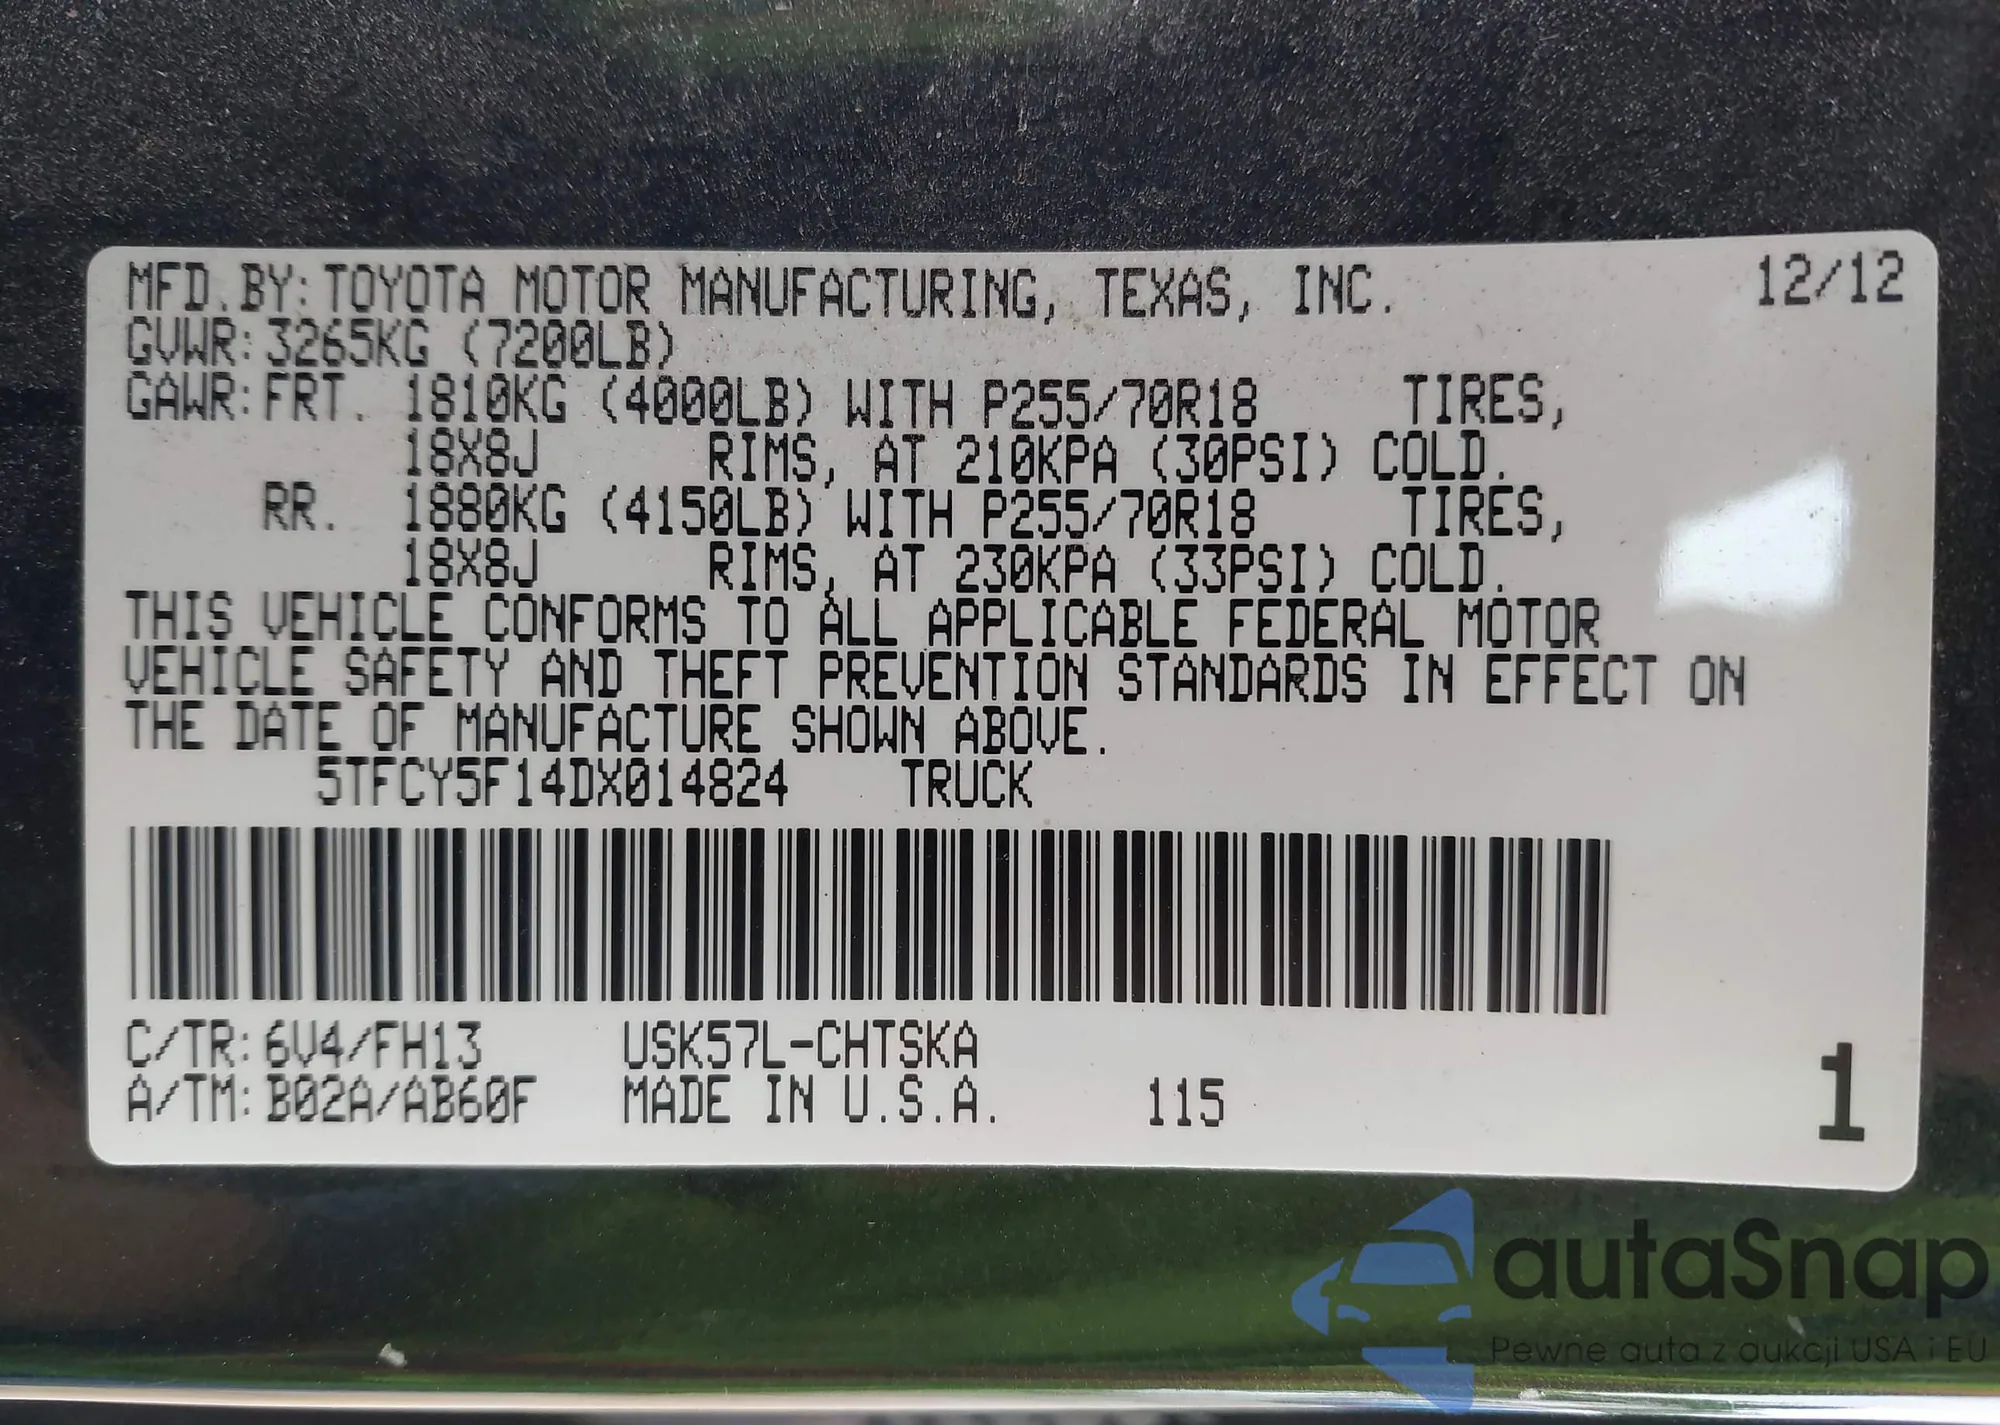 MFD.BY: TOYOTA MOTOR MANUFACTURING, TEXAS, INC. 12/12
GVWR: 3265KG (7200LB)
GAWR: FRT. 1810KG (4000LB) WITH P255/70R18 TIRES,
18X8J RIMS, AT 210KPA (30PSI) COLD.
RR. 1880KG (4150LB) WITH P255/70R18 TIRES,
18X8J RIMS, AT 230KPA (33PSI) COLD.
THIS VEHICLE CONFORMS TO ALL APPLICABLE FEDERAL MOTOR
VEHICLE SAFETY AND THEFT PREVENTION STANDARDS IN EFFECT ON
THE DATE OF MANUFACTURE SHOWN ABOVE.
5TFCY5F14DX014824 TRUCK
C/TR: 6V4/FH13 USK57L-CHTSKA
A/TM: B02A/AB60F MADE IN U.S.A. 115 1
autaSnap
Pewne auta z aukcji USA i EU